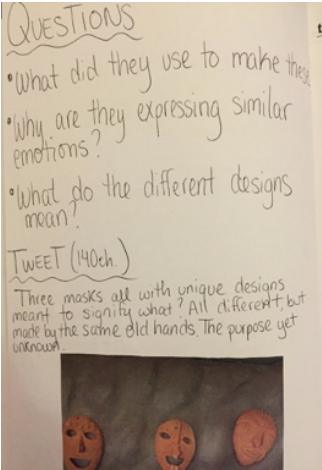 QUESTIONS
•What did they use to make these
•Why are they expressing similar
emotions?
•What do the different designs
mean?
TWEET (140ch.)
Three masks all with unique designs
meant to signify what? All different, but
made by the same old hands. The purpose yet
unknown.